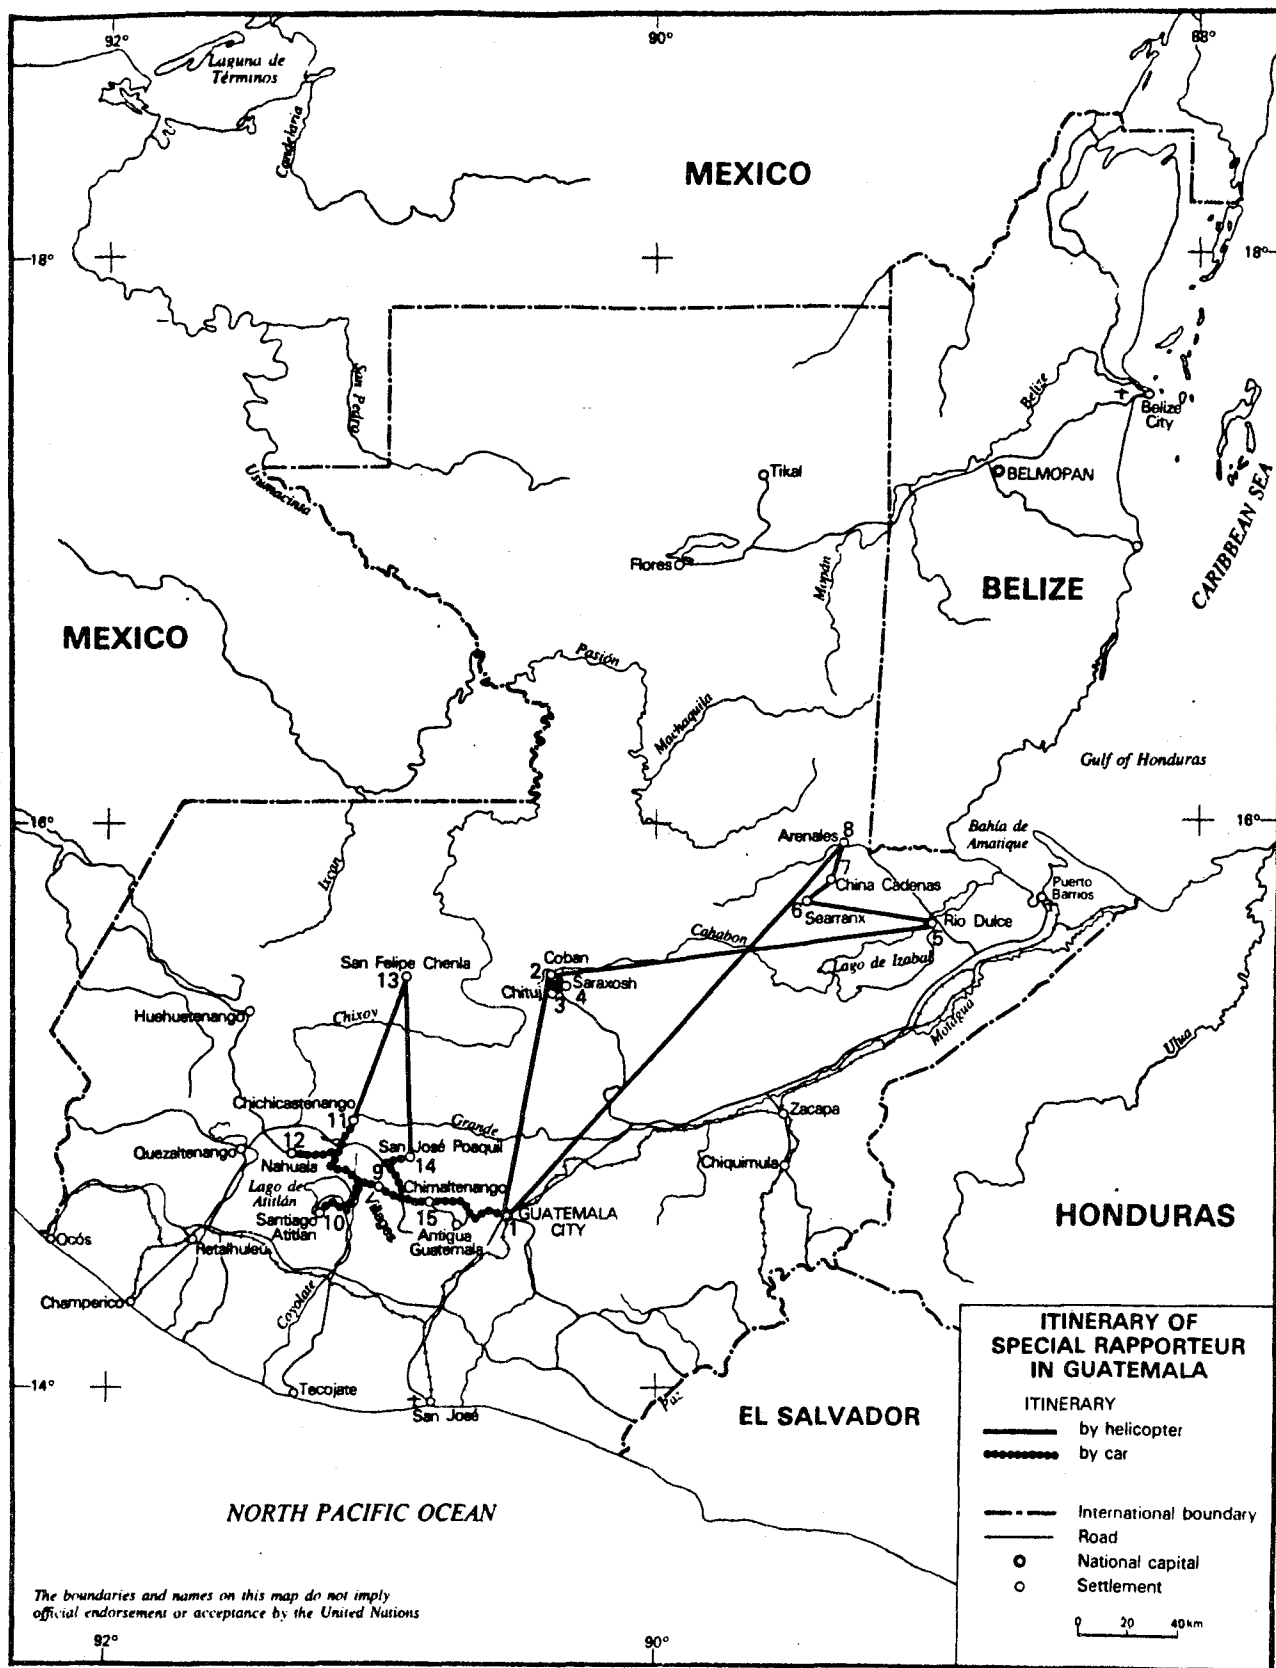 92°
90°
88°
Laguna de
Términos
Candelaria
MEXICO
18°
18°
San Pedro
Belize
Belize
City
Usumacinta
Tikal
BELMOPAN
CARIBBEAN SEA
Flores
Mopán
BELIZE
MEXICO
Pasión
Machaquila
Gulf of Honduras
16°
16°
Arenales
8
Bahía de
Amatique
Ixcan
7
China Cadenas
Puerto
Barrios
6
Searranx
Rio Dulce
5
Cahabon
Lago de Izabal
San Felipe Chenla
13
Coban
2
Saraxosh
4
Chituj
3
Huehuetenango
Chixoy
Motagua
Ulua
Chichicastenango
11
Grande
Zacapa
12
Nahuala
San José Poaquil
14
Quezaltenango
Chiquimula
9
Lago de
Atitlán
Villages
Chimaltenango
15
Santiago
Atitlán
10
Antigua
Guatemala
1
GUATEMALA
CITY
HONDURAS
Ocós
Retalhuleu
Champerico
Coyolate
14°
Tecojate
San José
Paz
EL SALVADOR
NORTH PACIFIC OCEAN
ITINERARY OF
SPECIAL RAPPORTEUR
IN GUATEMALA
ITINERARY
by helicopter
by car
International boundary
Road
National capital
Settlement
0 20 40 km
The boundaries and names on this map do not imply
official endorsement or acceptance by the United Nations
92°
90°